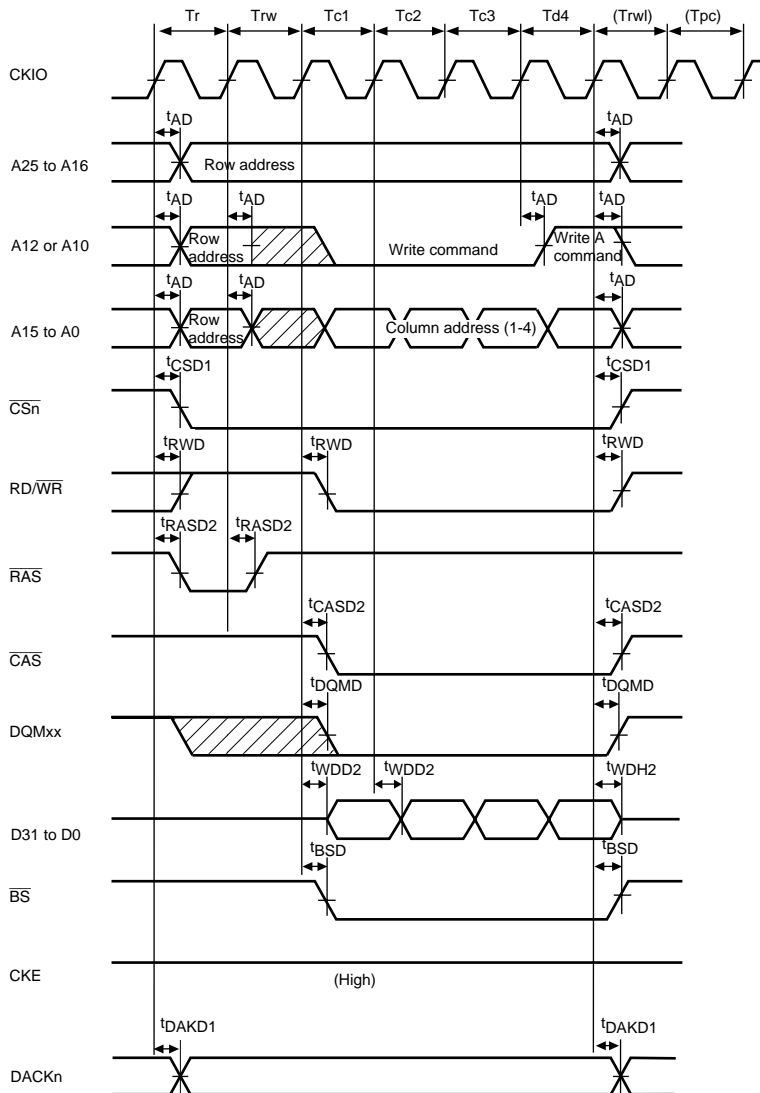 Tr Trw Tc1 Tc2 Tc3 Td4 (Trwl) (Tpc)
CKIO
tAD tAD
A25 to A16 Row address
tAD tAD tAD tAD
A12 or A10 Row address Write command Write A command
tAD tAD tAD
A15 to A0 Row address Column address (1-4)
tCSD1 tCSD1
CSn
tRWD tRWD tRWD
RD/WR
tRASD2 tRASD2
RAS
tCASD2 tCASD2
CAS
tDQMD tDQMD
DQMxx
tWDD2 tWDD2 tWDH2
D31 to D0
tBSD tBSD
BS
CKE (High)
tDAKD1 tDAKD1
DACKn